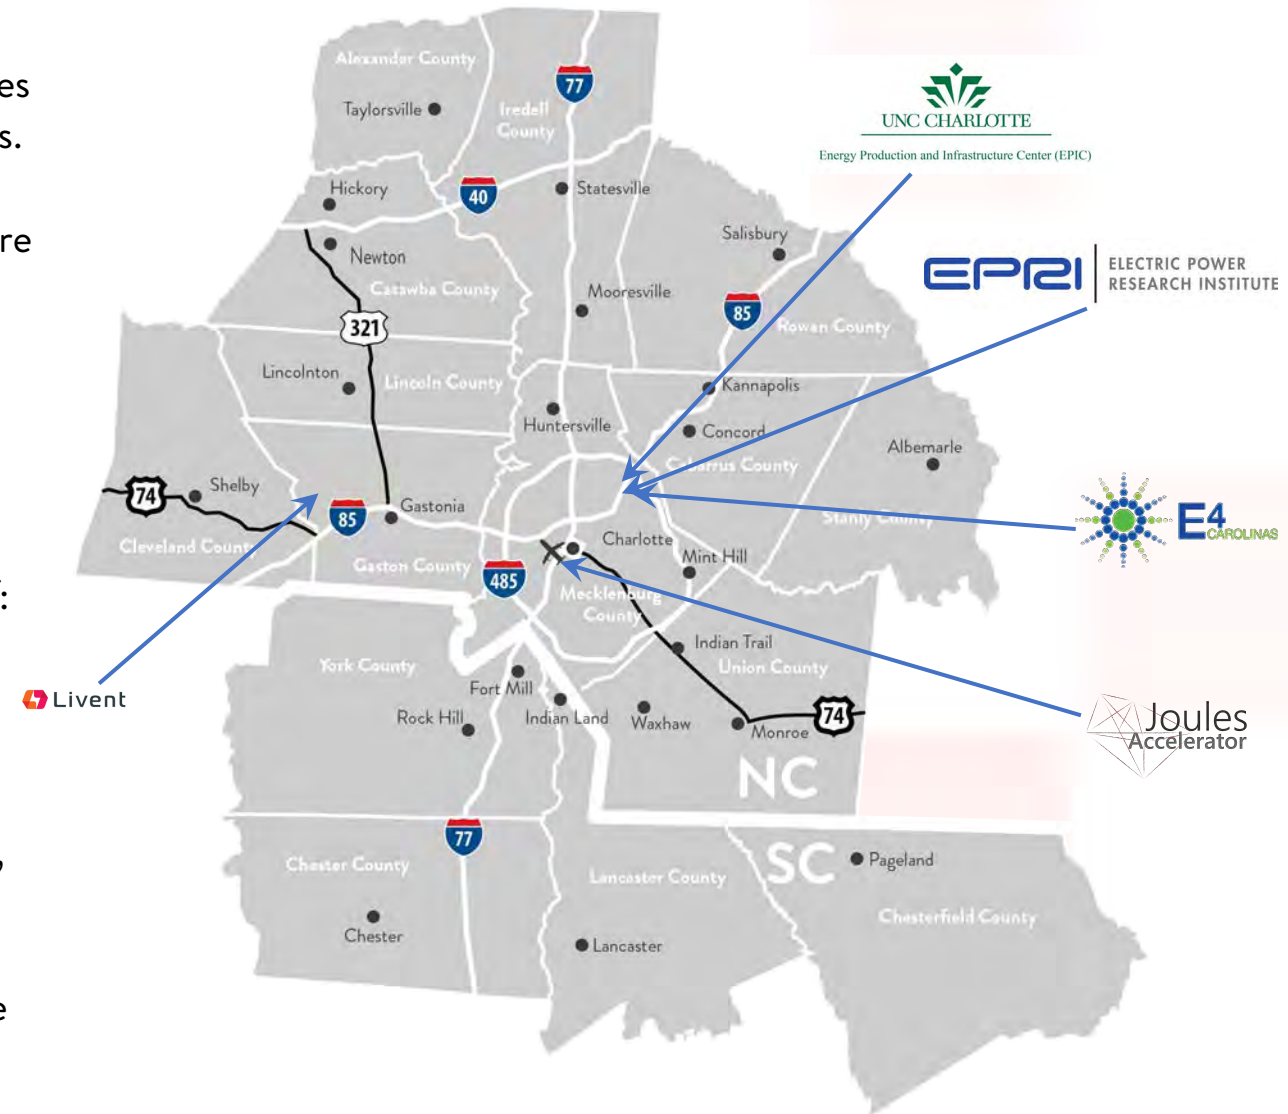 es
s.
re
:
,
e
Alexander County
77
Taylorsville
Iredell
County
UNC CHARLOTTE
Energy Production and Infrastructure Center (EPIC)
Hickory
40
Statesville
Salisbury
Newton
EPRI
ELECTRIC POWER
RESEARCH INSTITUTE
Catawba County
Mooresville
85
Rowan County
321
Lincolnton
Lincoln County
Kannapolis
Huntersville
Concord
Albemarle
Cabarrus County
74
Shelby
85
Gastonia
Stanly County
E4
CAROLINAS
Charlotte
Cleveland County
Mint Hill
Gaston County
485
Mecklenburg
County
Indian Trail
York County
Union County
Livent
Fort Mill
Rock Hill
Indian Land
Waxhaw
Monroe
74
Joules
Accelerator
NC
77
SC
Pageland
Chester County
Lancaster County
Chesterfield County
Chester
Lancaster